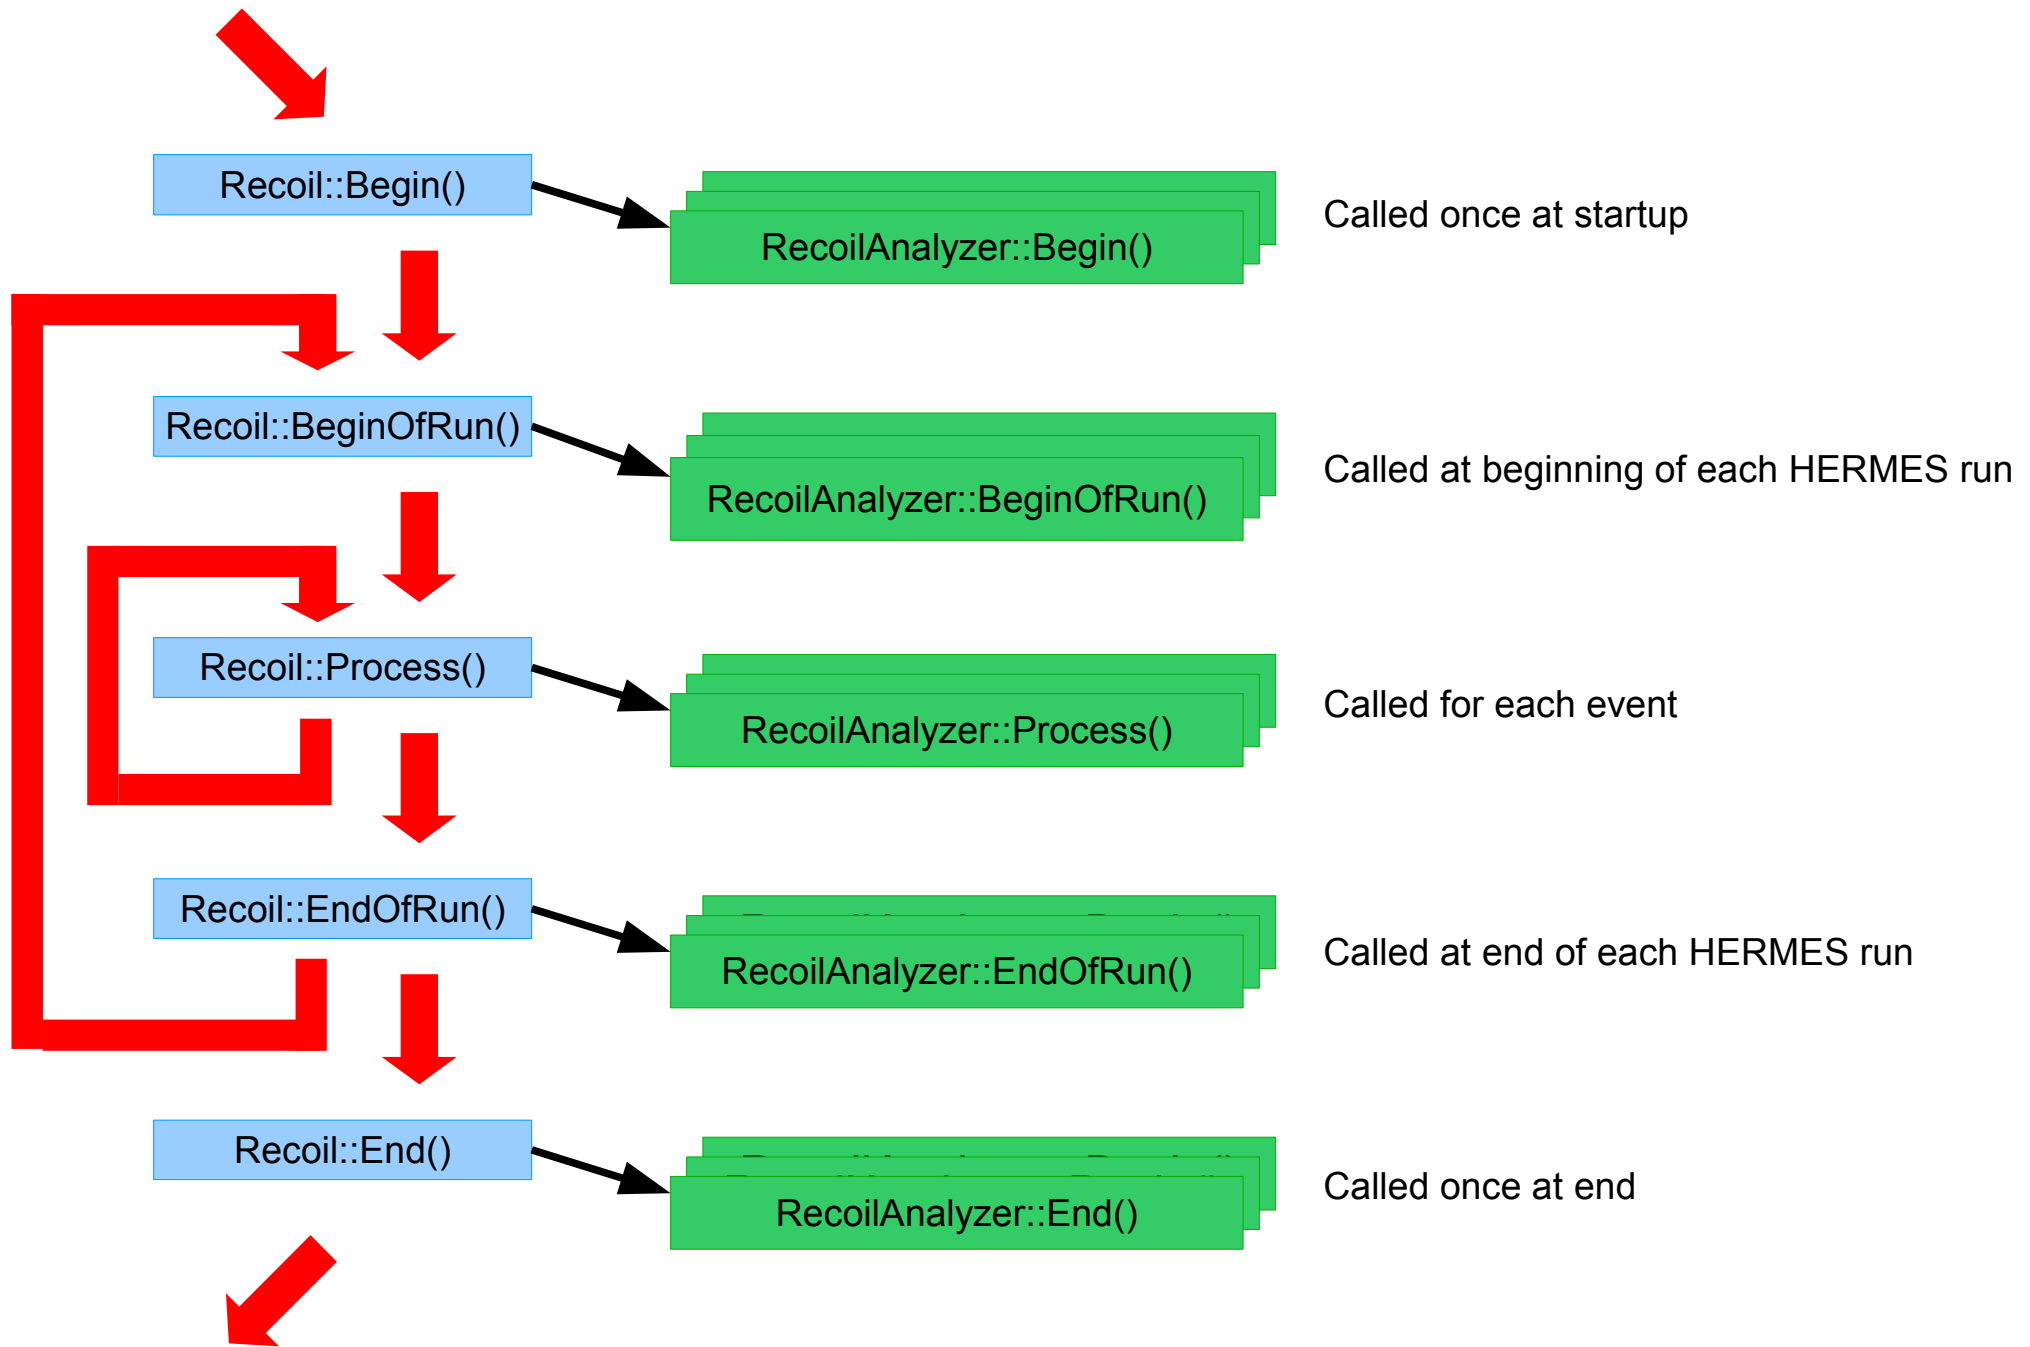 Recoil::Begin()
RecoilAnalyzer::Begin()
Called once at startup
Recoil::BeginOfRun()
RecoilAnalyzer::BeginOfRun()
Called at beginning of each HERMES run
Recoil::Process()
RecoilAnalyzer::Process()
Called for each event
Recoil::EndOfRun()
RecoilAnalyzer::EndOfRun()
Called at end of each HERMES run
Recoil::End()
RecoilAnalyzer::End()
Called once at end